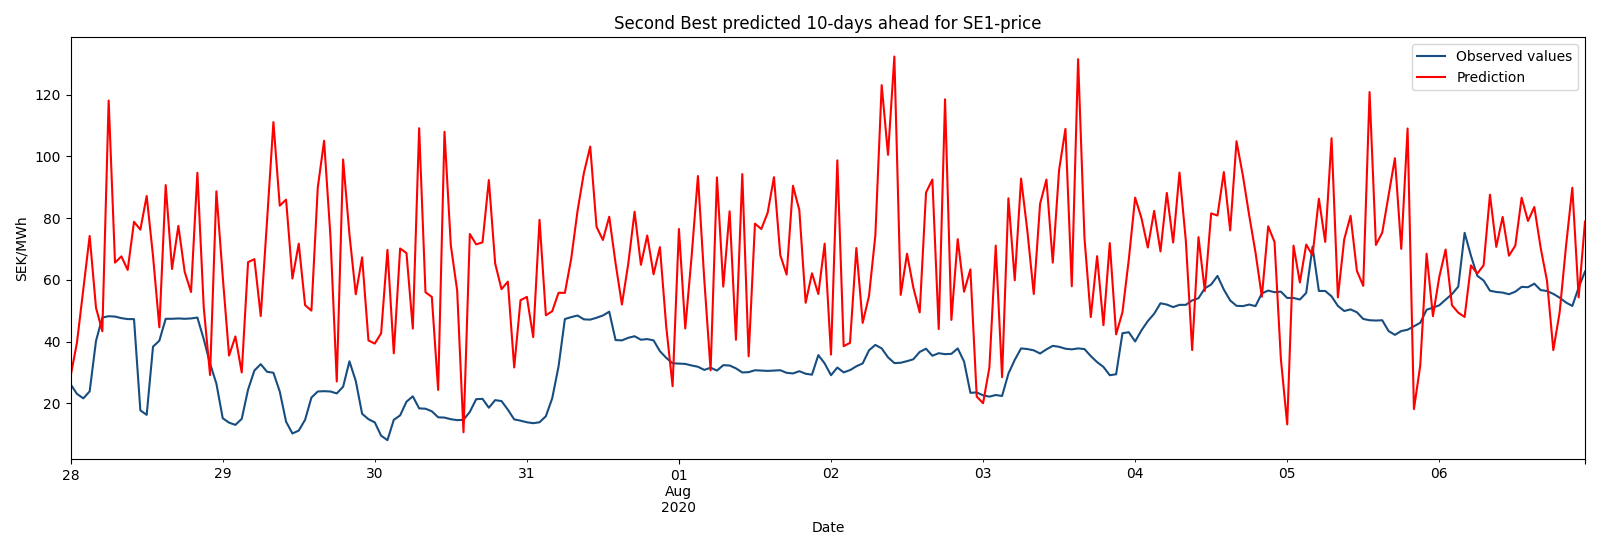 Second Best predicted 10-days ahead for SE1-price
Observed values
Prediction
SEK/MWh
120
100
80
60
40
20
28
29
30
31
01
02
03
04
05
06
Aug
2020
Date